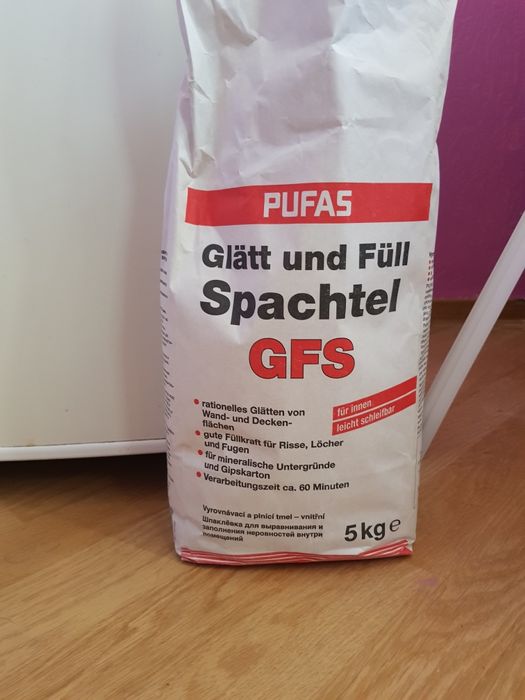 PUFAS
Glätt und Füll
Spachtel
GFS
für innen
leicht schleifbar
• rationelles Glätten von
Wand- und Decken-
flächen
• gute Füllkraft für Risse, Löcher
und Fugen
• für mineralische Untergründe
und Gipskarton
• Verarbeitungszeit ca. 60 Minuten
Vyrovnávací a plnicí tmel – vnitřní
Шпаклёвка для выравнивания и
заполнения неровностей внутри
помещений
5 kg e